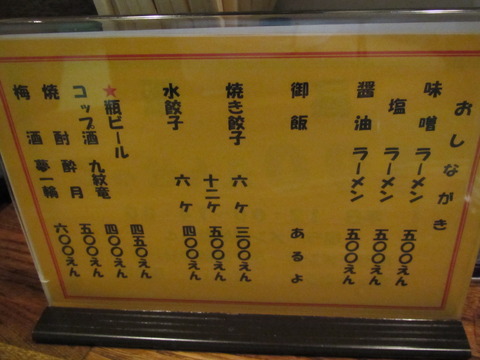 おしながき
味噌 ラーメン 五〇〇えん
塩 ラーメン 五〇〇えん
醤油 ラーメン 五〇〇えん
御飯 あるよ
焼き餃子 六ヶ 三〇〇えん
十二ヶ 五〇〇えん
水餃子 六ヶ 四〇〇えん
★瓶ビール 四五〇えん
コップ酒 九紋竜 四〇〇えん
焼酎 酔月 五〇〇えん
梅酒 夢一輪 六〇〇えん